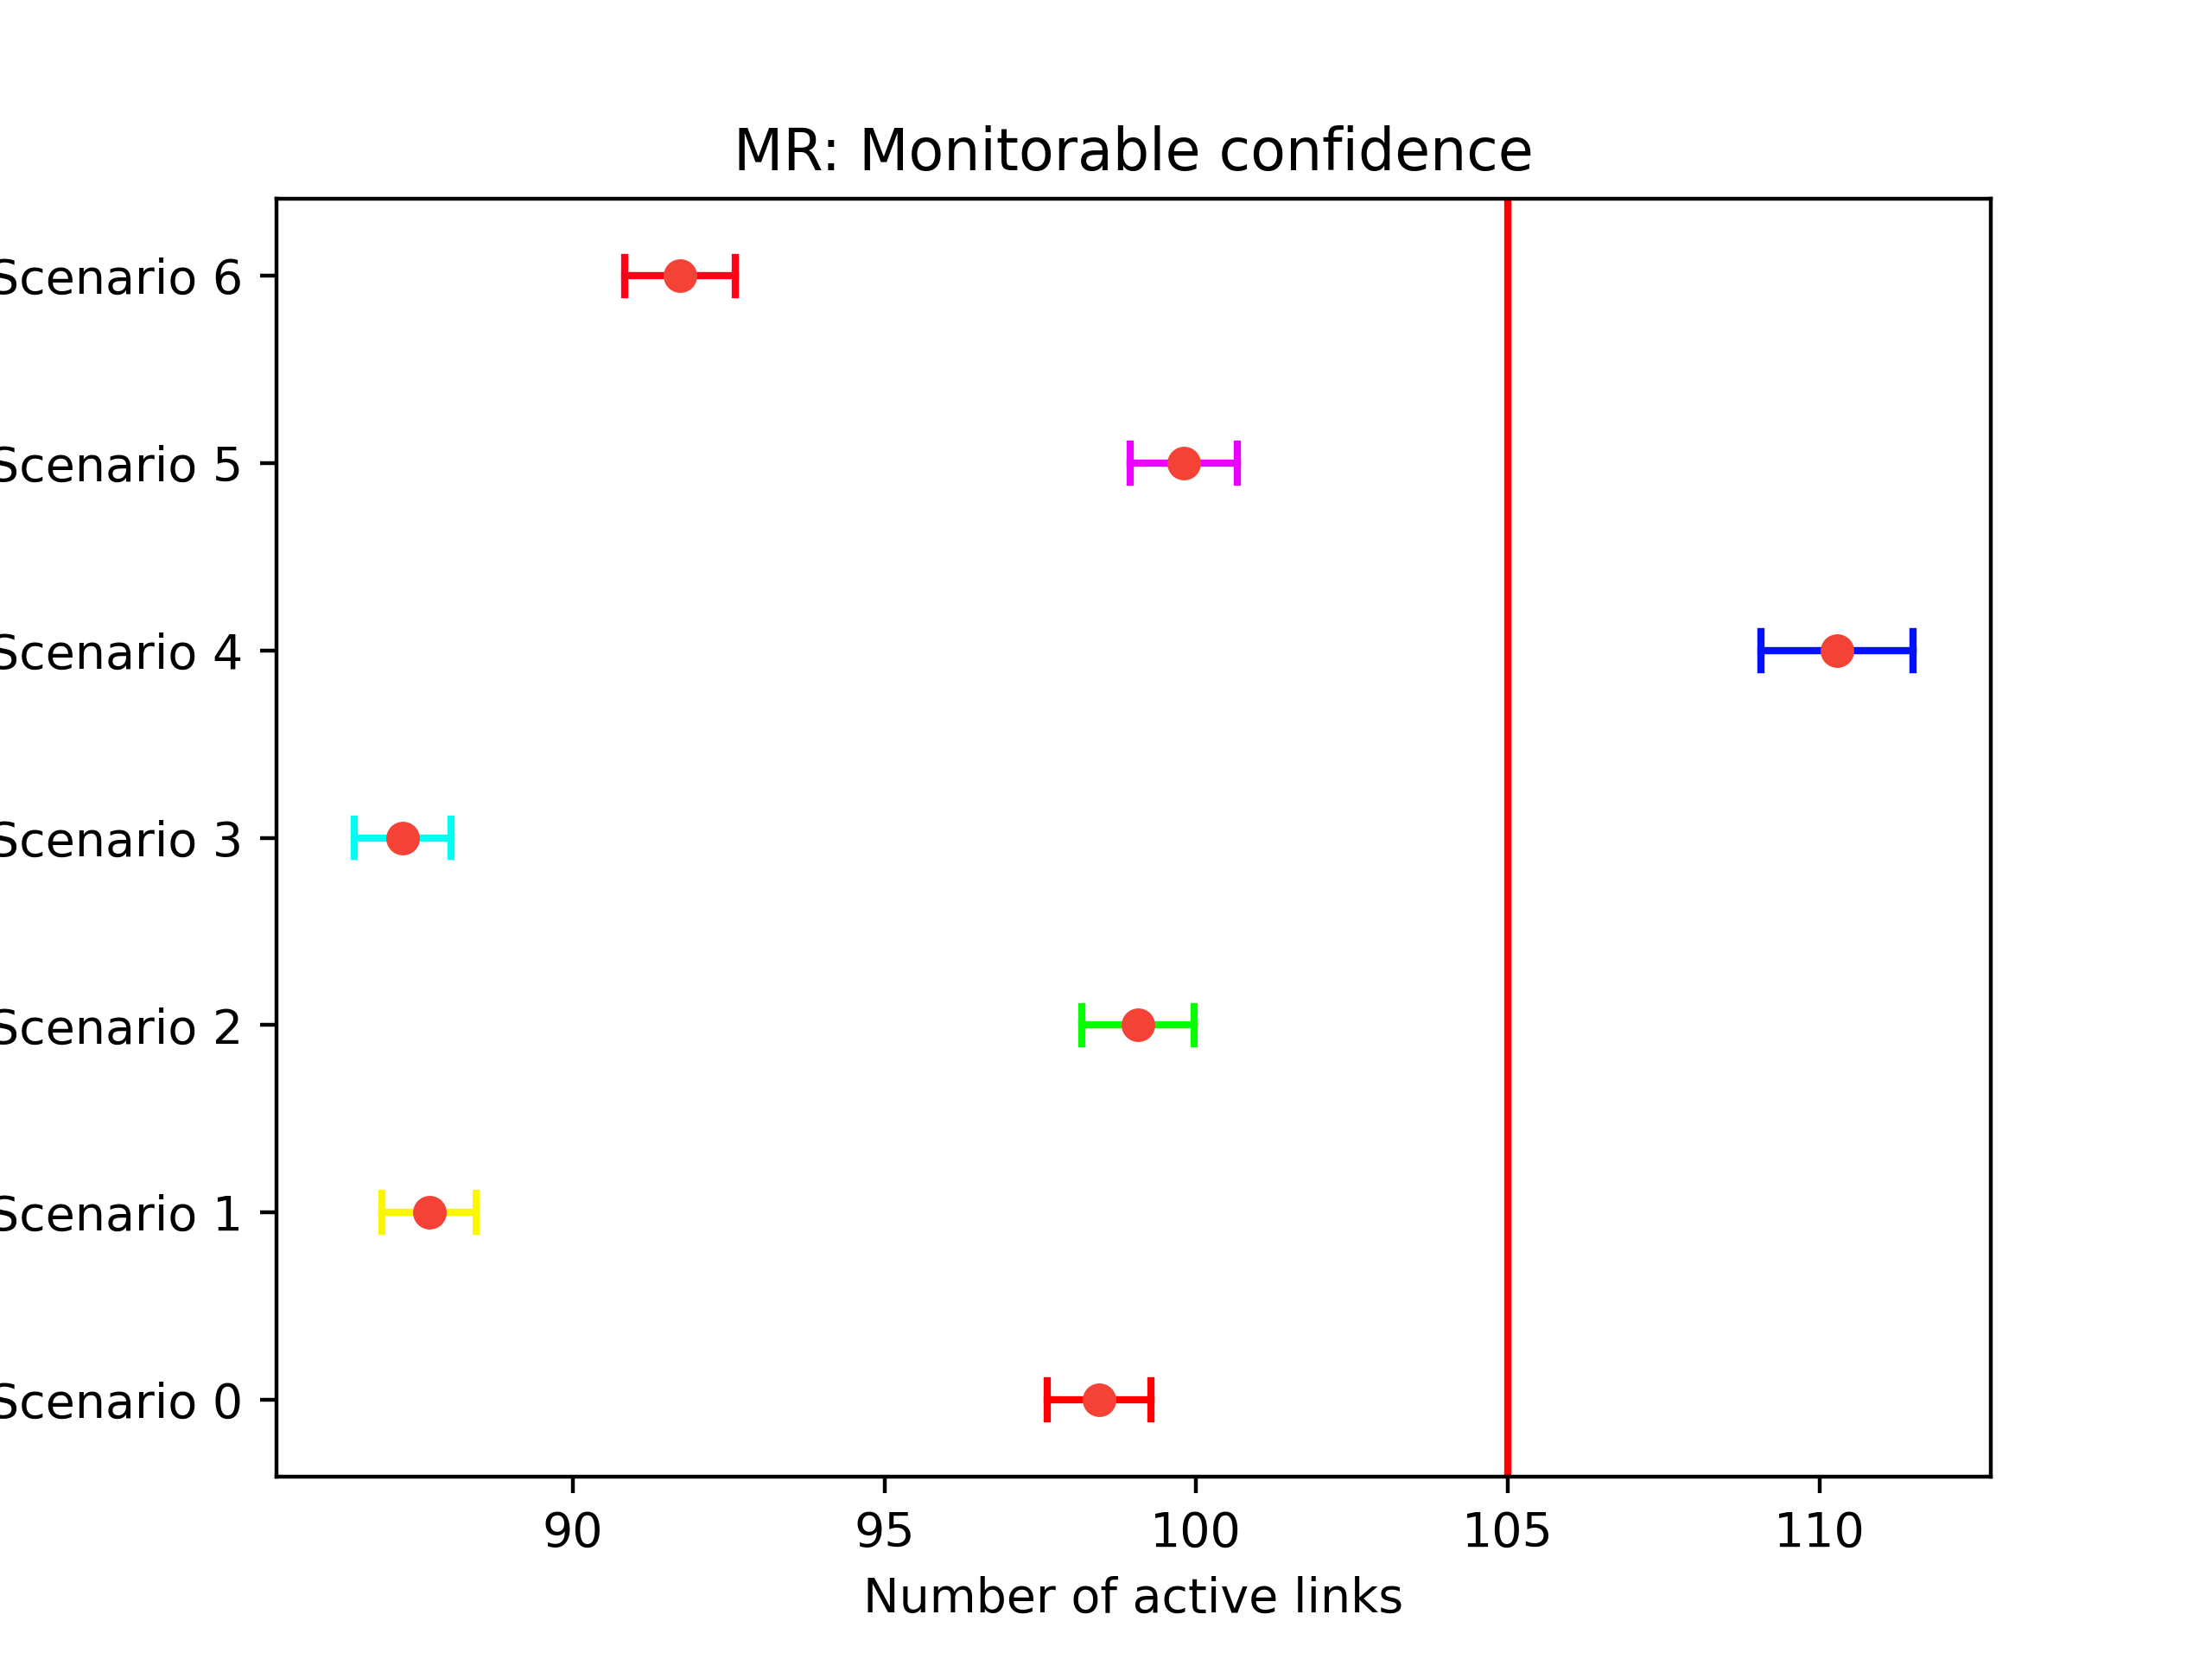 MR: Monitorable confidence
Scenario 6
Scenario 5
Scenario 4
Scenario 3
Scenario 2
Scenario 1
Scenario 0
90 95 100 105 110
Number of active links